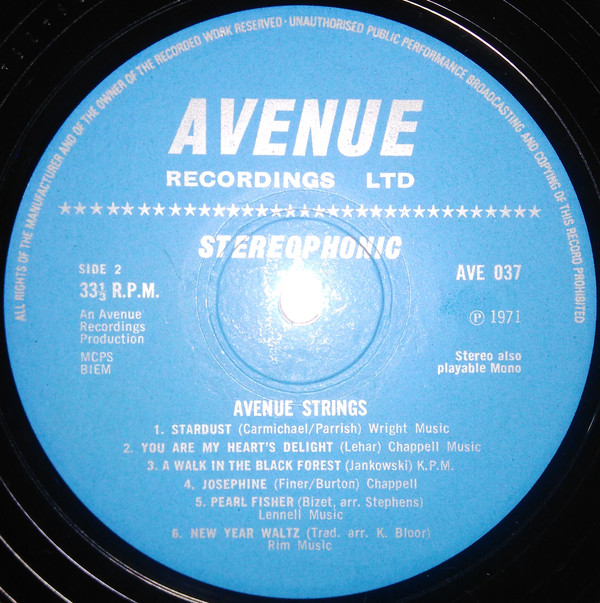 ALL RIGHTS OF THE MANUFACTURER AND OF THE OWNER OF THE RECORDED WORK RESERVED · UNAUTHORISED PUBLIC PERFORMANCE BROADCASTING AND COPYING OF THIS RECORD PROHIBITED
AVENUE
RECORDINGS LTD
STEREOPHONIC
SIDE 2
33⅓ R.P.M.
An Avenue
Recordings
Production
MCPS
BIEM
AVE 037
℗ 1971
Stereo also
playable Mono
AVENUE STRINGS
1. STARDUST (Carmichael/Parrish) Wright Music
2. YOU ARE MY HEART'S DELIGHT (Lehar) Chappell Music
3. A WALK IN THE BLACK FOREST (Jankowski) K.P.M.
4. JOSEPHINE (Finer/Burton) Chappell
5. PEARL FISHER (Bizet, arr. Stephens)
Lennell Music
6. NEW YEAR WALTZ (Trad. arr. K. Bloor)
Rim Music